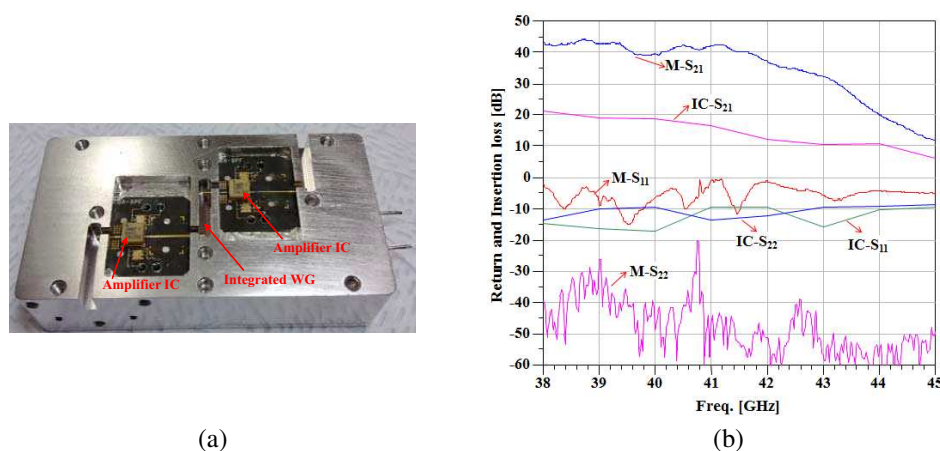 Amplifier IC
Amplifier IC
Integrated WG
(a)
Return and Insertion loss [dB]
50
40
30
20
10
0
-10
-20
-30
-40
-50
-60
M-S21
IC-S21
M-S11
IC-S22
IC-S11
M-S22
38 39 40 41 42 43 44 45
Freq. [GHz]
(b)